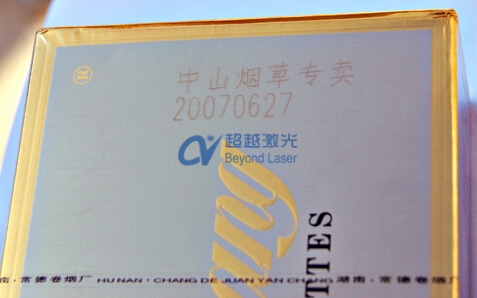 ®
中山烟草专卖
20070627
超越激光
Beyond Laser
TTES
南·常德卷烟厂 HU NAN·CHANG DE JUAN YAN CHANG 湖南·常德卷烟厂